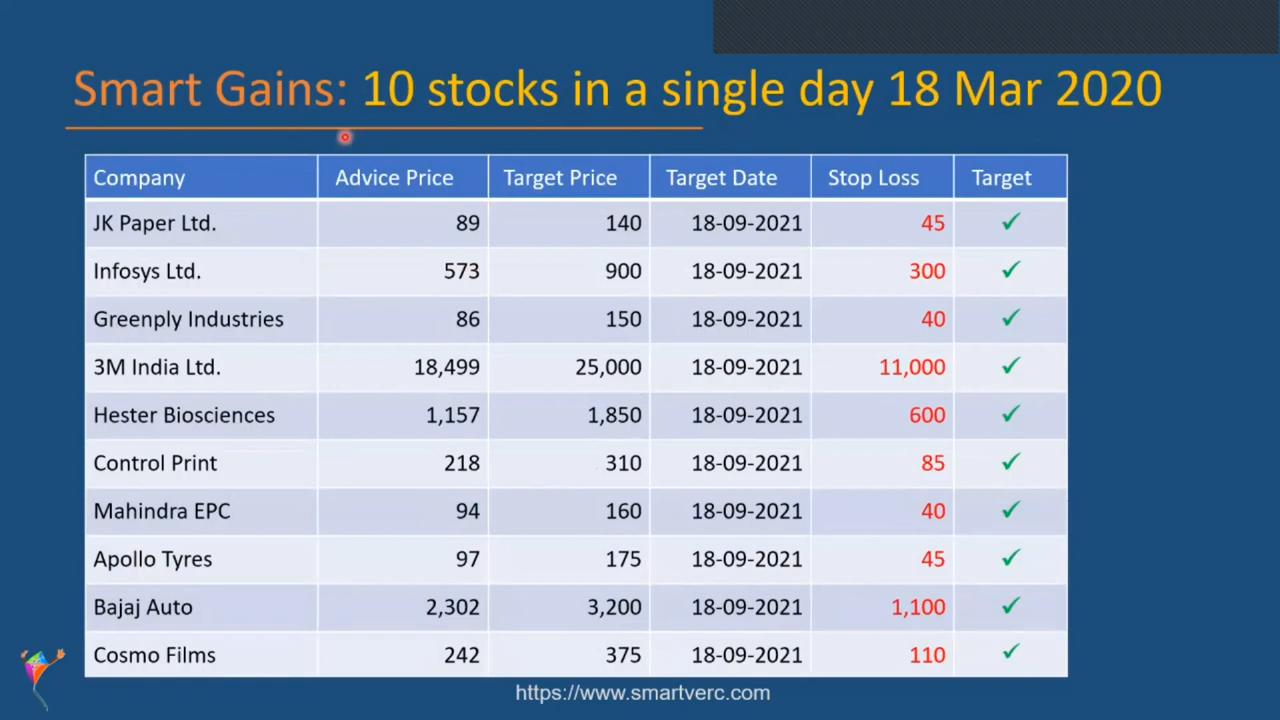 Smart Gains: 10 stocks in a single day 18 Mar 2020
Company Advice Price Target Price Target Date Stop Loss Target
JK Paper Ltd. 89 140 18-09-2021 45 ✓
Infosys Ltd. 573 900 18-09-2021 300 ✓
Greenply Industries 86 150 18-09-2021 40 ✓
3M India Ltd. 18,499 25,000 18-09-2021 11,000 ✓
Hester Biosciences 1,157 1,850 18-09-2021 600 ✓
Control Print 218 310 18-09-2021 85 ✓
Mahindra EPC 94 160 18-09-2021 40 ✓
Apollo Tyres 97 175 18-09-2021 45 ✓
Bajaj Auto 2,302 3,200 18-09-2021 1,100 ✓
Cosmo Films 242 375 18-09-2021 110 ✓
https://www.smartverc.com